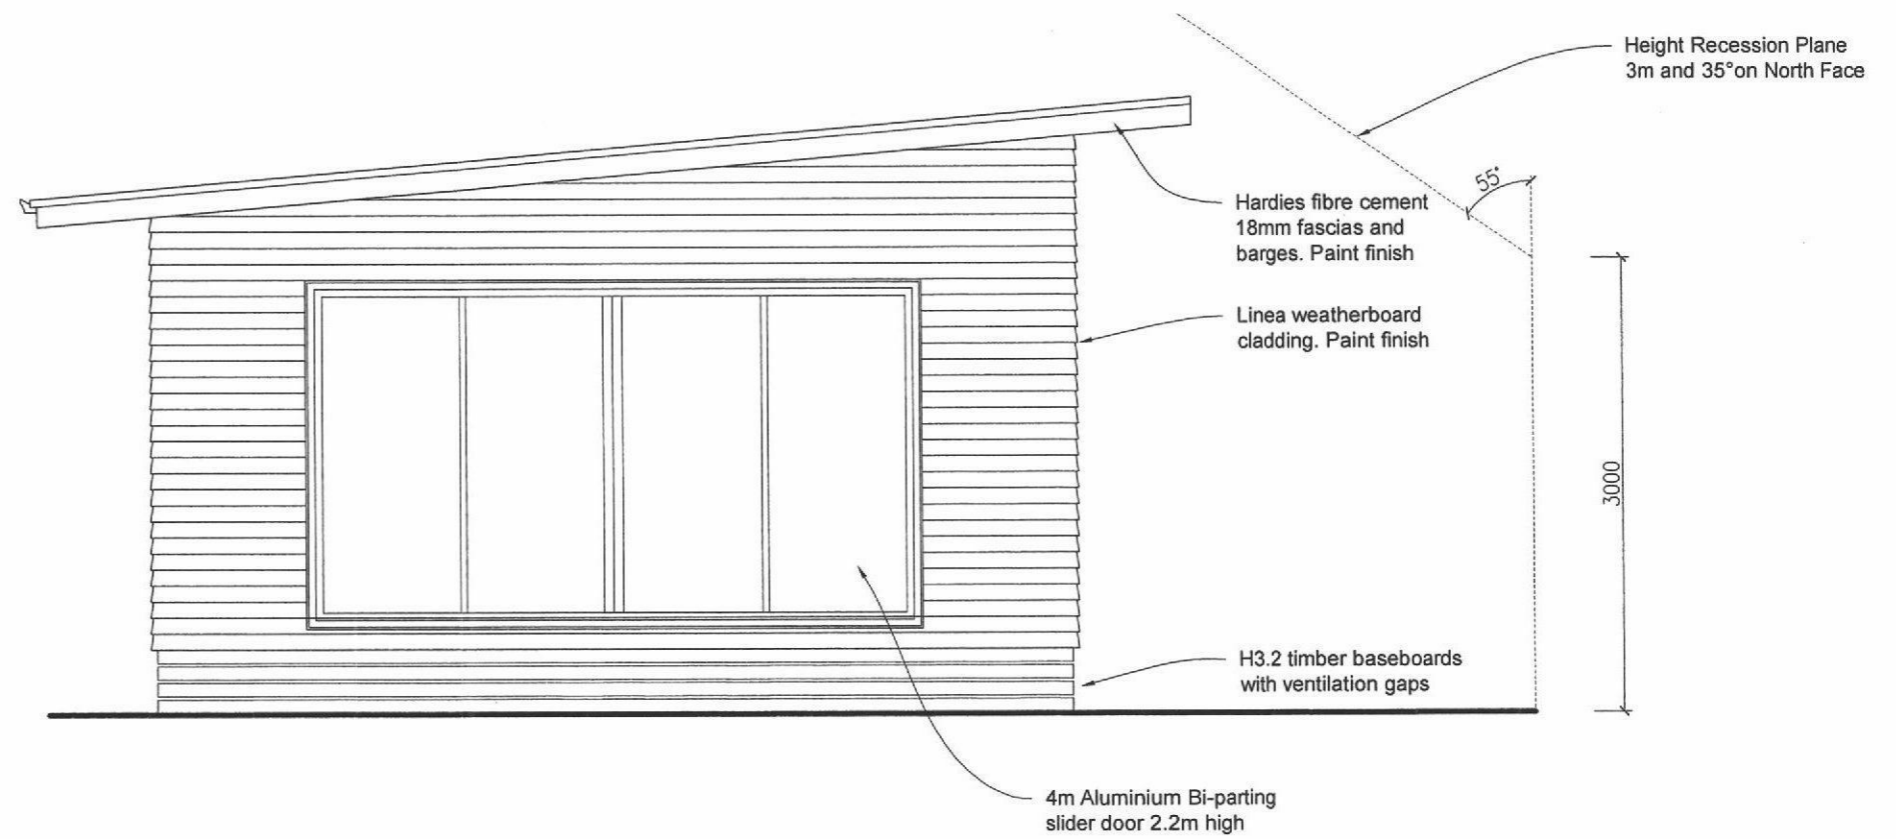 Height Recession Plane
3m and 35°on North Face
55°
Hardies fibre cement
18mm fascias and
barges. Paint finish
Linea weatherboard
cladding. Paint finish
3000
H3.2 timber baseboards
with ventilation gaps
4m Aluminium Bi-parting
slider door 2.2m high